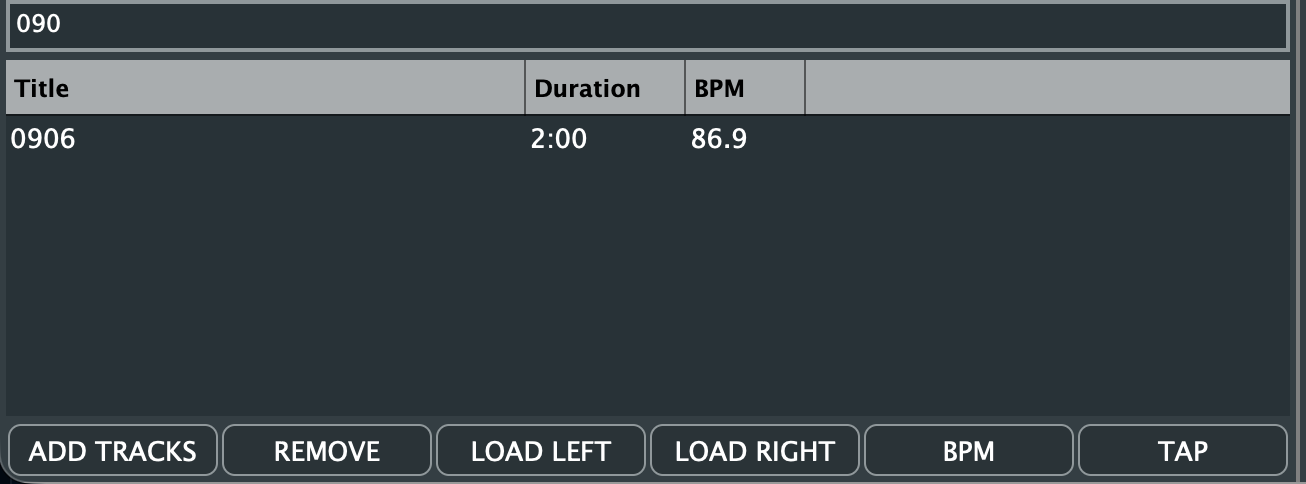 090
Title Duration BPM
0906 2:00 86.9
ADD TRACKS REMOVE LOAD LEFT LOAD RIGHT BPM TAP